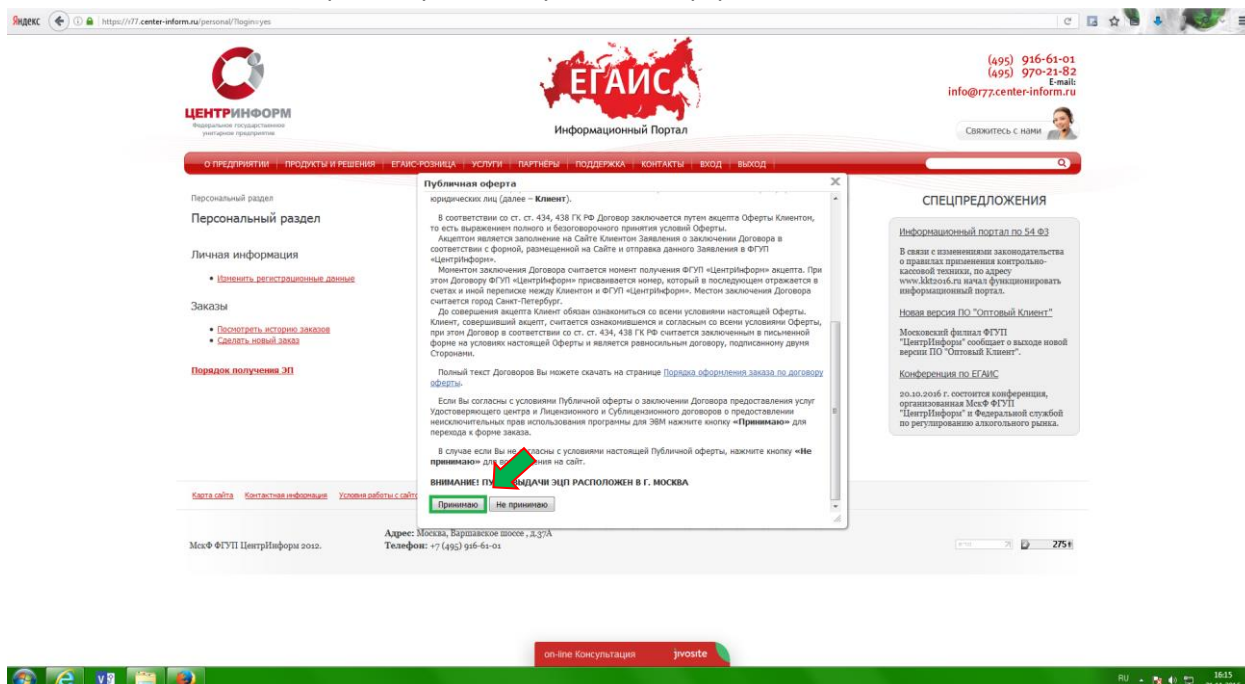 Яндекс
https://r77.center-inform.ru/personal/?login=yes
ЦЕНТРИНФОРМ
Федеральное государственное
унитарное предприятие
ЕГАИС
Информационный Портал
(495) 916-61-01
(495) 970-21-82
E-mail:
info@r77.center-inform.ru
Свяжитесь с нами
О ПРЕДПРИЯТИИ ПРОДУКТЫ И РЕШЕНИЯ ЕГАИС-РОЗНИЦА УСЛУГИ ПАРТНЁРЫ ПОДДЕРЖКА КОНТАКТЫ ВХОД ВЫХОД
Персональный раздел
Персональный раздел
Личная информация
Изменить регистрационные данные
Заказы
Посмотреть историю заказов
Сделать новый заказ
Порядок получения ЭП
Публичная оферта
юридических лиц (далее – Клиент).
В соответствии со ст. ст. 434, 438 ГК РФ Договор заключается путем акцепта Оферты Клиентом,
то есть выражением полного и безоговорочного принятия условий Оферты.
Акцептом является заполнение на Сайте Клиентом Заявления о заключении Договора в
соответствии с формой, размещенной на Сайте и отправка данного Заявления в ФГУП
«ЦентрИнформ».
Моментом заключения Договора считается момент получения ФГУП «ЦентрИнформ» акцепта. При
этом Договору ФГУП «ЦентрИнформ» присваивается номер, который в последующем отражается в
счетах и иной переписке между Клиентом и ФГУП «ЦентрИнформ». Местом заключения Договора
считается город Санкт-Петербург.
До совершения акцепта Клиент обязан ознакомиться со всеми условиями настоящей Оферты.
Клиент, совершивший акцепт, считается ознакомившемся и согласным со всеми условиями Оферты,
при этом Договор в соответствии со ст. ст. 434, 438 ГК РФ считается заключенным в письменной
форме на условиях настоящей Оферты и является равносильным договору, подписанному двумя
Сторонами.
Полный текст Договоров Вы можете скачать на странице Порядка оформления заказа по договору
оферты.
Если Вы согласны с условиями Публичной оферты о заключении Договора предоставления услуг
Удостоверяющего центра и Лицензионного и Сублицензионного договоров о предоставлении
неисключительных прав использования программы для ЭВМ нажмите кнопку «Принимаю» для
перехода к форме заказа.
В случае если Вы не согласны с условиями настоящей Публичной оферты, нажмите кнопку «Не
принимаю» для на сайт.
ВНИМАНИЕ! ВЫДАЧИ ЭЦП РАСПОЛОЖЕН В Г. МОСКВА
Принимаю Не принимаю
СПЕЦПРЕДЛОЖЕНИЯ
Информационный портал по 54 ФЗ
В связи с изменениями законодательства
о правилах применения контрольно-
кассовой техники, по адресу
www.kkt2016.ru начал функционировать
информационный портал.
Новая версия ПО "Оптовый Клиент"
Московский филиал ФГУП
"ЦентрИнформ" сообщает о выходе новой
версии ПО "Оптовый Клиент".
Конференция по ЕГАИС
20.10.2016 г. состоится конференция,
организованная МскФ ФГУП
"ЦентрИнформ" и Федеральной службой
по регулированию алкогольного рынка.
Карта сайта Контактная информация Условия работы с сайт
МскФ ФГУП ЦентрИнформ 2012.
Адрес: Москва, Варшавское шоссе , д.37А
Телефон: +7 (495) 916-61-01
275
on-line Консультация jivosite
RU 16:15